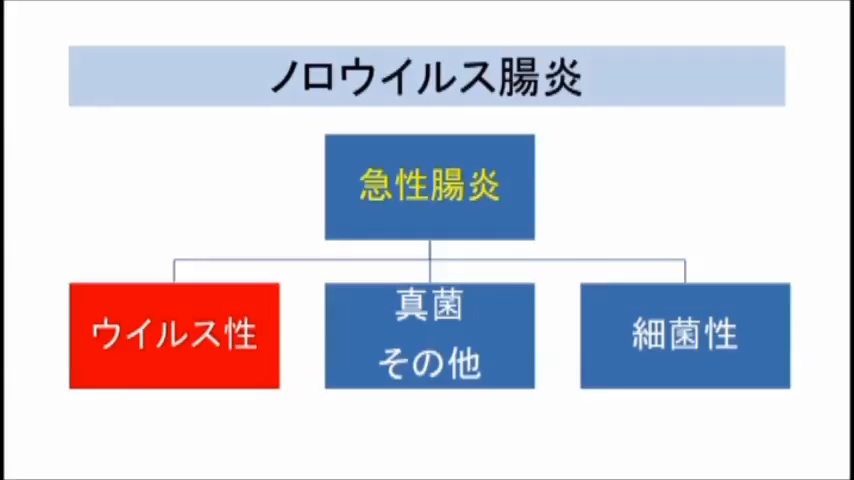 ノロウイルス腸炎
急性腸炎
ウイルス性
真菌
その他
細菌性